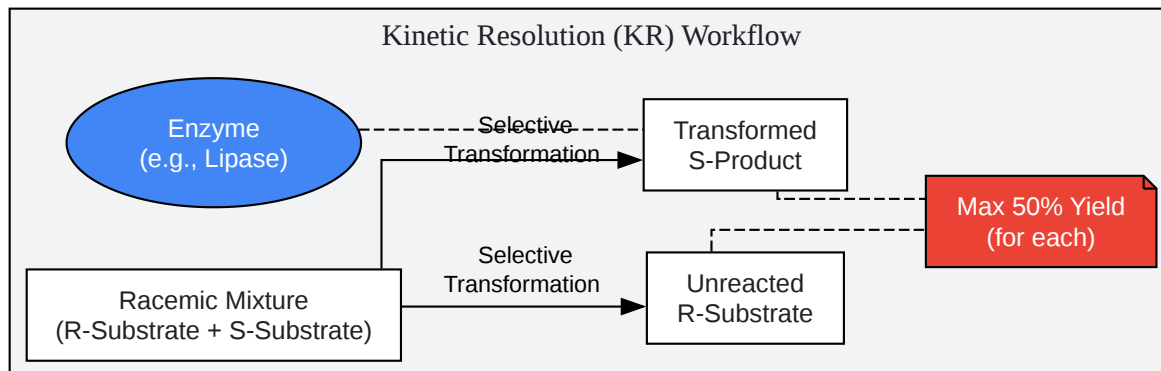 Kinetic Resolution (KR) Workflow
Enzyme
(e.g., Lipase)
Selective
Transformation
Transformed
S-Product
Max 50% Yield
(for each)
Selective
Transformation
Unreacted
R-Substrate
Racemic Mixture
(R-Substrate + S-Substrate)